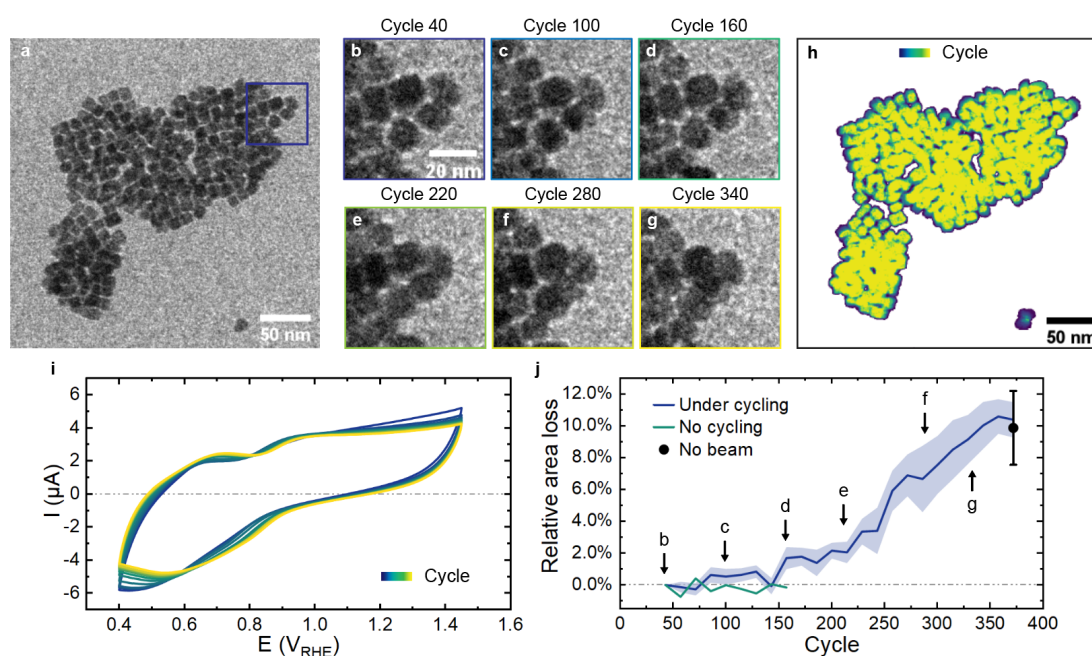 Cycle 40
Cycle 100
Cycle 160
a
b
c
d
20 nm
Cycle 220
Cycle 280
Cycle 340
e
f
g
50 nm
h
Cycle
50 nm
i
I (µA)
6
4
2
0
-2
-4
-6
0.4
0.6
0.8
1.0
1.2
1.4
1.6
E (VRHE)
Cycle
j
Relative area loss
12.0%
10.0%
8.0%
6.0%
4.0%
2.0%
0.0%
Under cycling
No cycling
No beam
b
c
d
e
f
g
0
50
100
150
200
250
300
350
400
Cycle